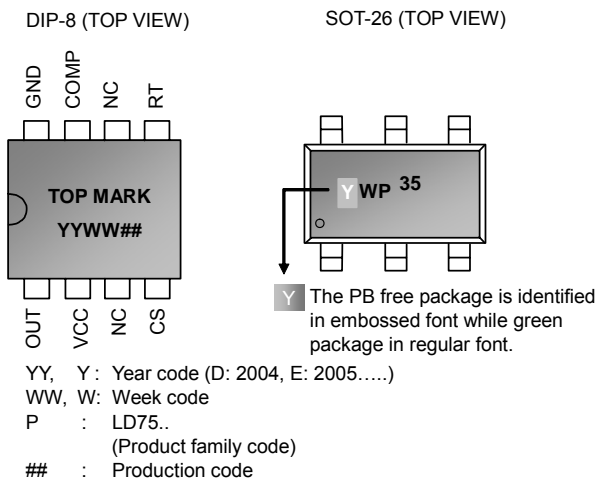 DIP-8 (TOP VIEW)
SOT-26 (TOP VIEW)
GND
COMP
NC
RT
TOP MARK
YYWW##
OUT
VCC
NC
CS
YWP 35
Y The PB free package is identified
in embossed font while green
package in regular font.
YY, Y : Year code (D: 2004, E: 2005.....)
WW, W: Week code
P : LD75..
(Product family code)
## : Production code